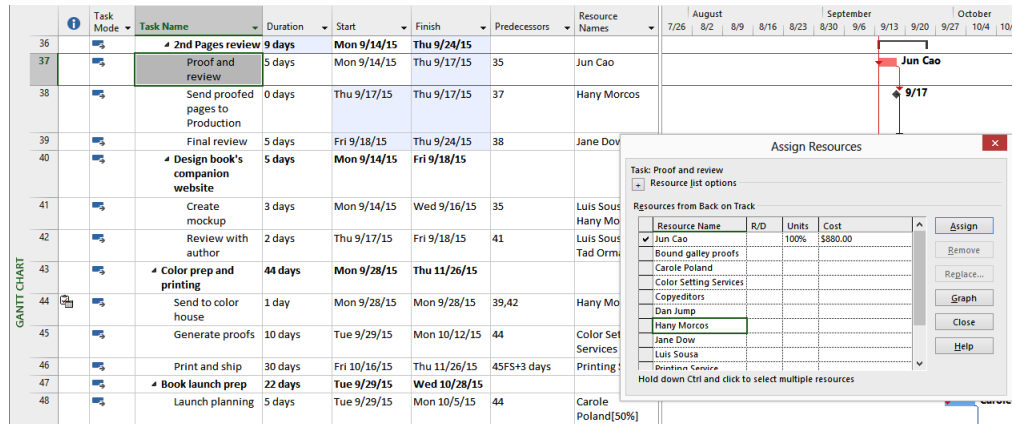 Task Mode Task Name Duration Start Finish Predecessors Resource Names
August September October
7/26 8/2 8/9 8/16 8/23 8/30 9/6 9/13 9/20 9/27 10/4 10/
36 2nd Pages review 9 days Mon 9/14/15 Thu 9/24/15
37 Proof and review 5 days Mon 9/14/15 Thu 9/17/15 35 Jun Cao
Jun Cao
38 Send proofed pages to Production 0 days Thu 9/17/15 Thu 9/17/15 37 Hany Morcos
9/17
39 Final review 5 days Fri 9/18/15 Thu 9/24/15 38 Jane Dow
40 Design book's companion website 5 days Mon 9/14/15 Fri 9/18/15
41 Create mockup 3 days Mon 9/14/15 Wed 9/16/15 35 Luis Sous Hany Mo
42 Review with author 2 days Thu 9/17/15 Fri 9/18/15 41 Luis Sous Tad Orma
43 Color prep and printing 44 days Mon 9/28/15 Thu 11/26/15
44 Send to color house 1 day Mon 9/28/15 Mon 9/28/15 39,42 Hany Mo
45 Generate proofs 10 days Tue 9/29/15 Mon 10/12/15 44 Color Set Services
46 Print and ship 30 days Fri 10/16/15 Thu 11/26/15 45FS+3 days Printing
47 Book launch prep 22 days Tue 9/29/15 Wed 10/28/15
48 Launch planning 5 days Tue 9/29/15 Mon 10/5/15 44 Carole Poland[50%]
GANTT CHART
Assign Resources
Task: Proof and review
+ Resource list options
Resources from Back on Track
Resource Name R/D Units Cost
Jun Cao 100% $880.00
Bound galley proofs
Carole Poland
Color Setting Services
Copyeditors
Dan Jump
Hany Morcos
Jane Dow
Luis Sousa
Printing Service
Assign
Remove
Replace...
Graph
Close
Help
Hold down Ctrl and click to select multiple resources